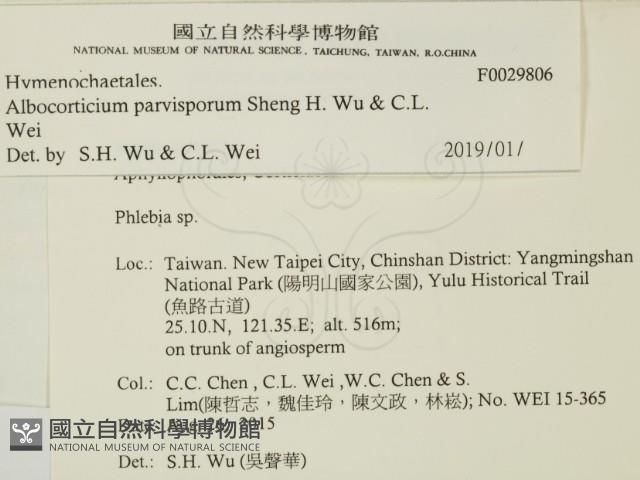 國立自然科學博物館
NATIONAL MUSEUM OF NATURAL SCIENCE, TAICHUNG, TAIWAN, R.O.CHINA
Hymenochaetales. F0029806
Albocorticium parvisporum Sheng H. Wu & C.L.
Wei
Det. by S.H. Wu & C.L. Wei 2019/01/
Phlebia sp.
Loc.: Taiwan. New Taipei City, Chinshan District: Yangmingshan
National Park (陽明山國家公園), Yulu Historical Trail
(魚路古道)
25.10.N, 121.35.E; alt. 516m;
on trunk of angiosperm
Col.: C.C. Chen , C.L. Wei ,W.C. Chen & S.
Lim(陳哲志，魏佳玲，陳文政，林崧); No. WEI 15-365
2015
國立自然科學博物館
NATIONAL MUSEUM OF NATURAL SCIENCE
Det.: S.H. Wu (吳聲華)